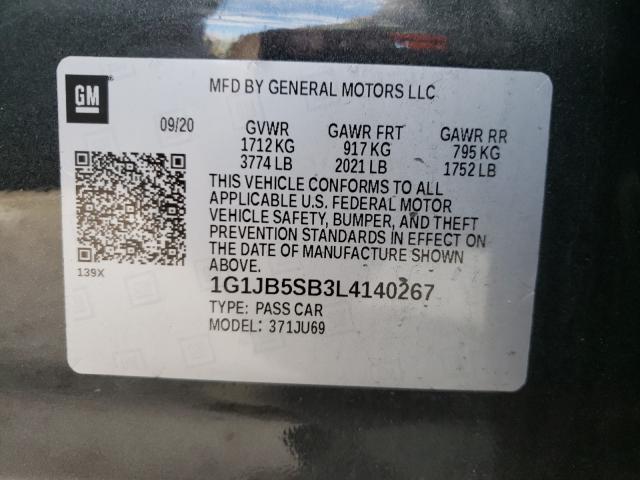 GM
MFD BY GENERAL MOTORS LLC
09/20 GVWR GAWR FRT GAWR RR
1712 KG 917 KG 795 KG
3774 LB 2021 LB 1752 LB
THIS VEHICLE CONFORMS TO ALL
APPLICABLE U.S. FEDERAL MOTOR
VEHICLE SAFETY, BUMPER, AND THEFT
PREVENTION STANDARDS IN EFFECT ON
THE DATE OF MANUFACTURE SHOWN
ABOVE.
139X
1G1JB5SB3L4140267
TYPE: PASS CAR
MODEL: 371JU69